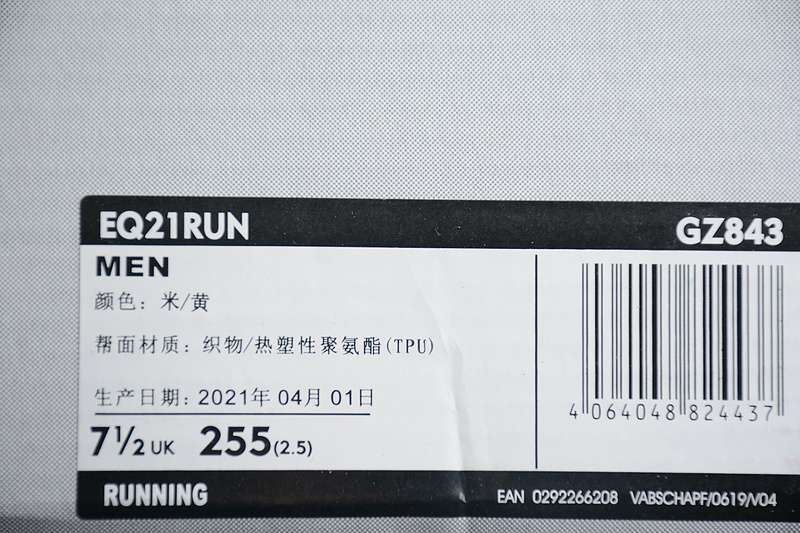 EQ21RUN GZ843
MEN
颜色：米/黄
帮面材质：织物/热塑性聚氨酯(TPU)
生产日期：2021年 04月 01日
7½ UK 255(2.5)
4 064048 824437
RUNNING EAN 0292266208 VABSCHAPF/0619/V04